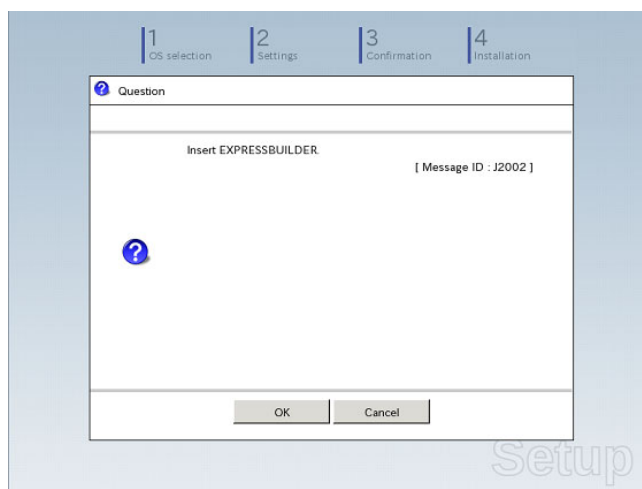 1
OS selection
2
Settings
3
Confirmation
4
Installation
Question
Insert EXPRESSBUILDER.
[ Message ID : J2002 ]
OK
Cancel
Setup